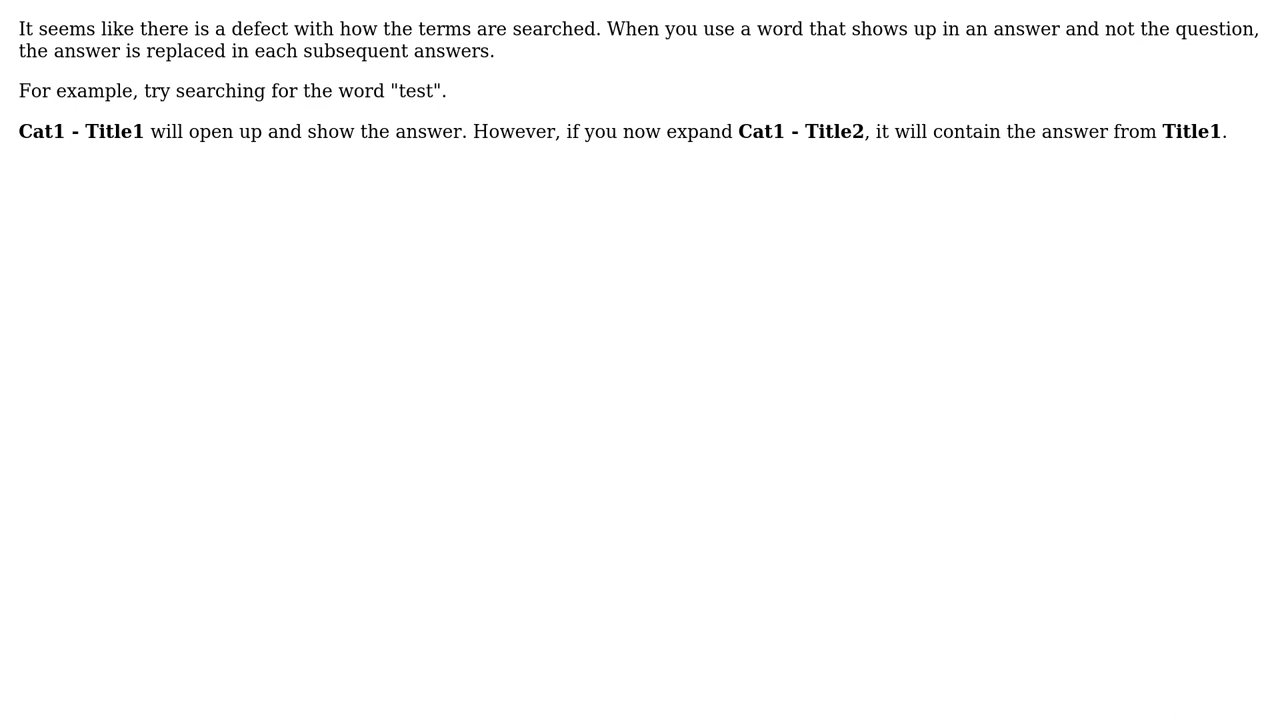 It seems like there is a defect with how the terms are searched. When you use a word that shows up in an answer and not the question,
the answer is replaced in each subsequent answers.
For example, try searching for the word "test".
Cat1 - Title1 will open up and show the answer. However, if you now expand Cat1 - Title2, it will contain the answer from Title1.